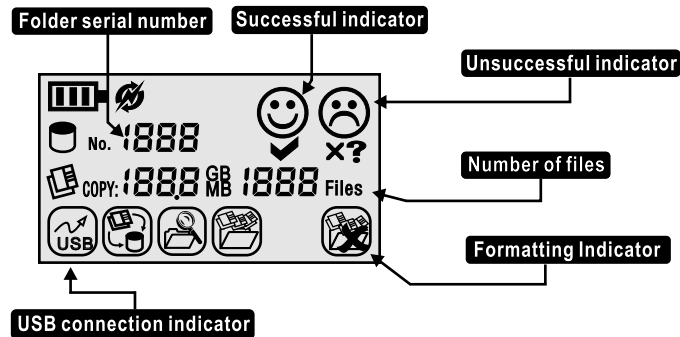 Folder serial number
Successful indicator
Unsuccessful indicator
No. 1888
×?
COPY: 188.8 GB MB 1888 Files
Number of files
USB
Formatting Indicator
USB connection indicator